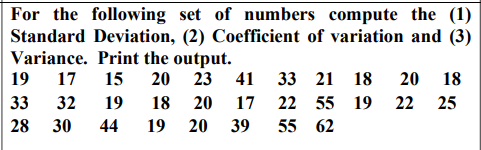 For the following set of numbers compute the (1)
Standard Deviation, (2) Coefficient of variation and (3)
Variance. Print the output.
19 17 15 20 23 41 33 21 18 20 18
33 32 19 18 20 17 22 55 19 22 25
28 30 44 19 20 39 55 62